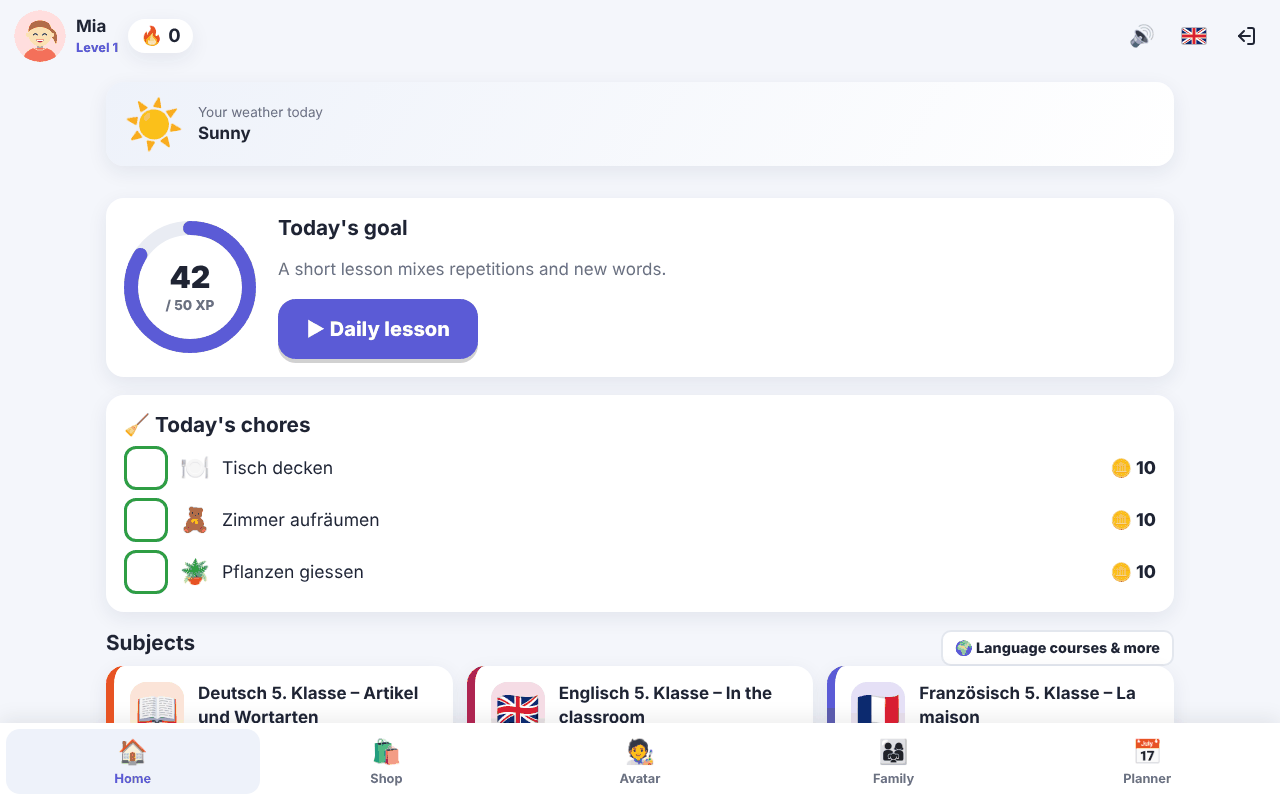 Mia
Level 1
0
Your weather today
Sunny
42
/ 50 XP
Today's goal
A short lesson mixes repetitions and new words.
Daily lesson
Today's chores
Tisch decken
10
Zimmer aufräumen
10
Pflanzen giessen
10
Subjects
Language courses & more
Deutsch 5. Klasse – Artikel
und Wortarten
Englisch 5. Klasse – In the
classroom
Französisch 5. Klasse – La
maison
Home
Shop
Avatar
Family
July
17
Planner